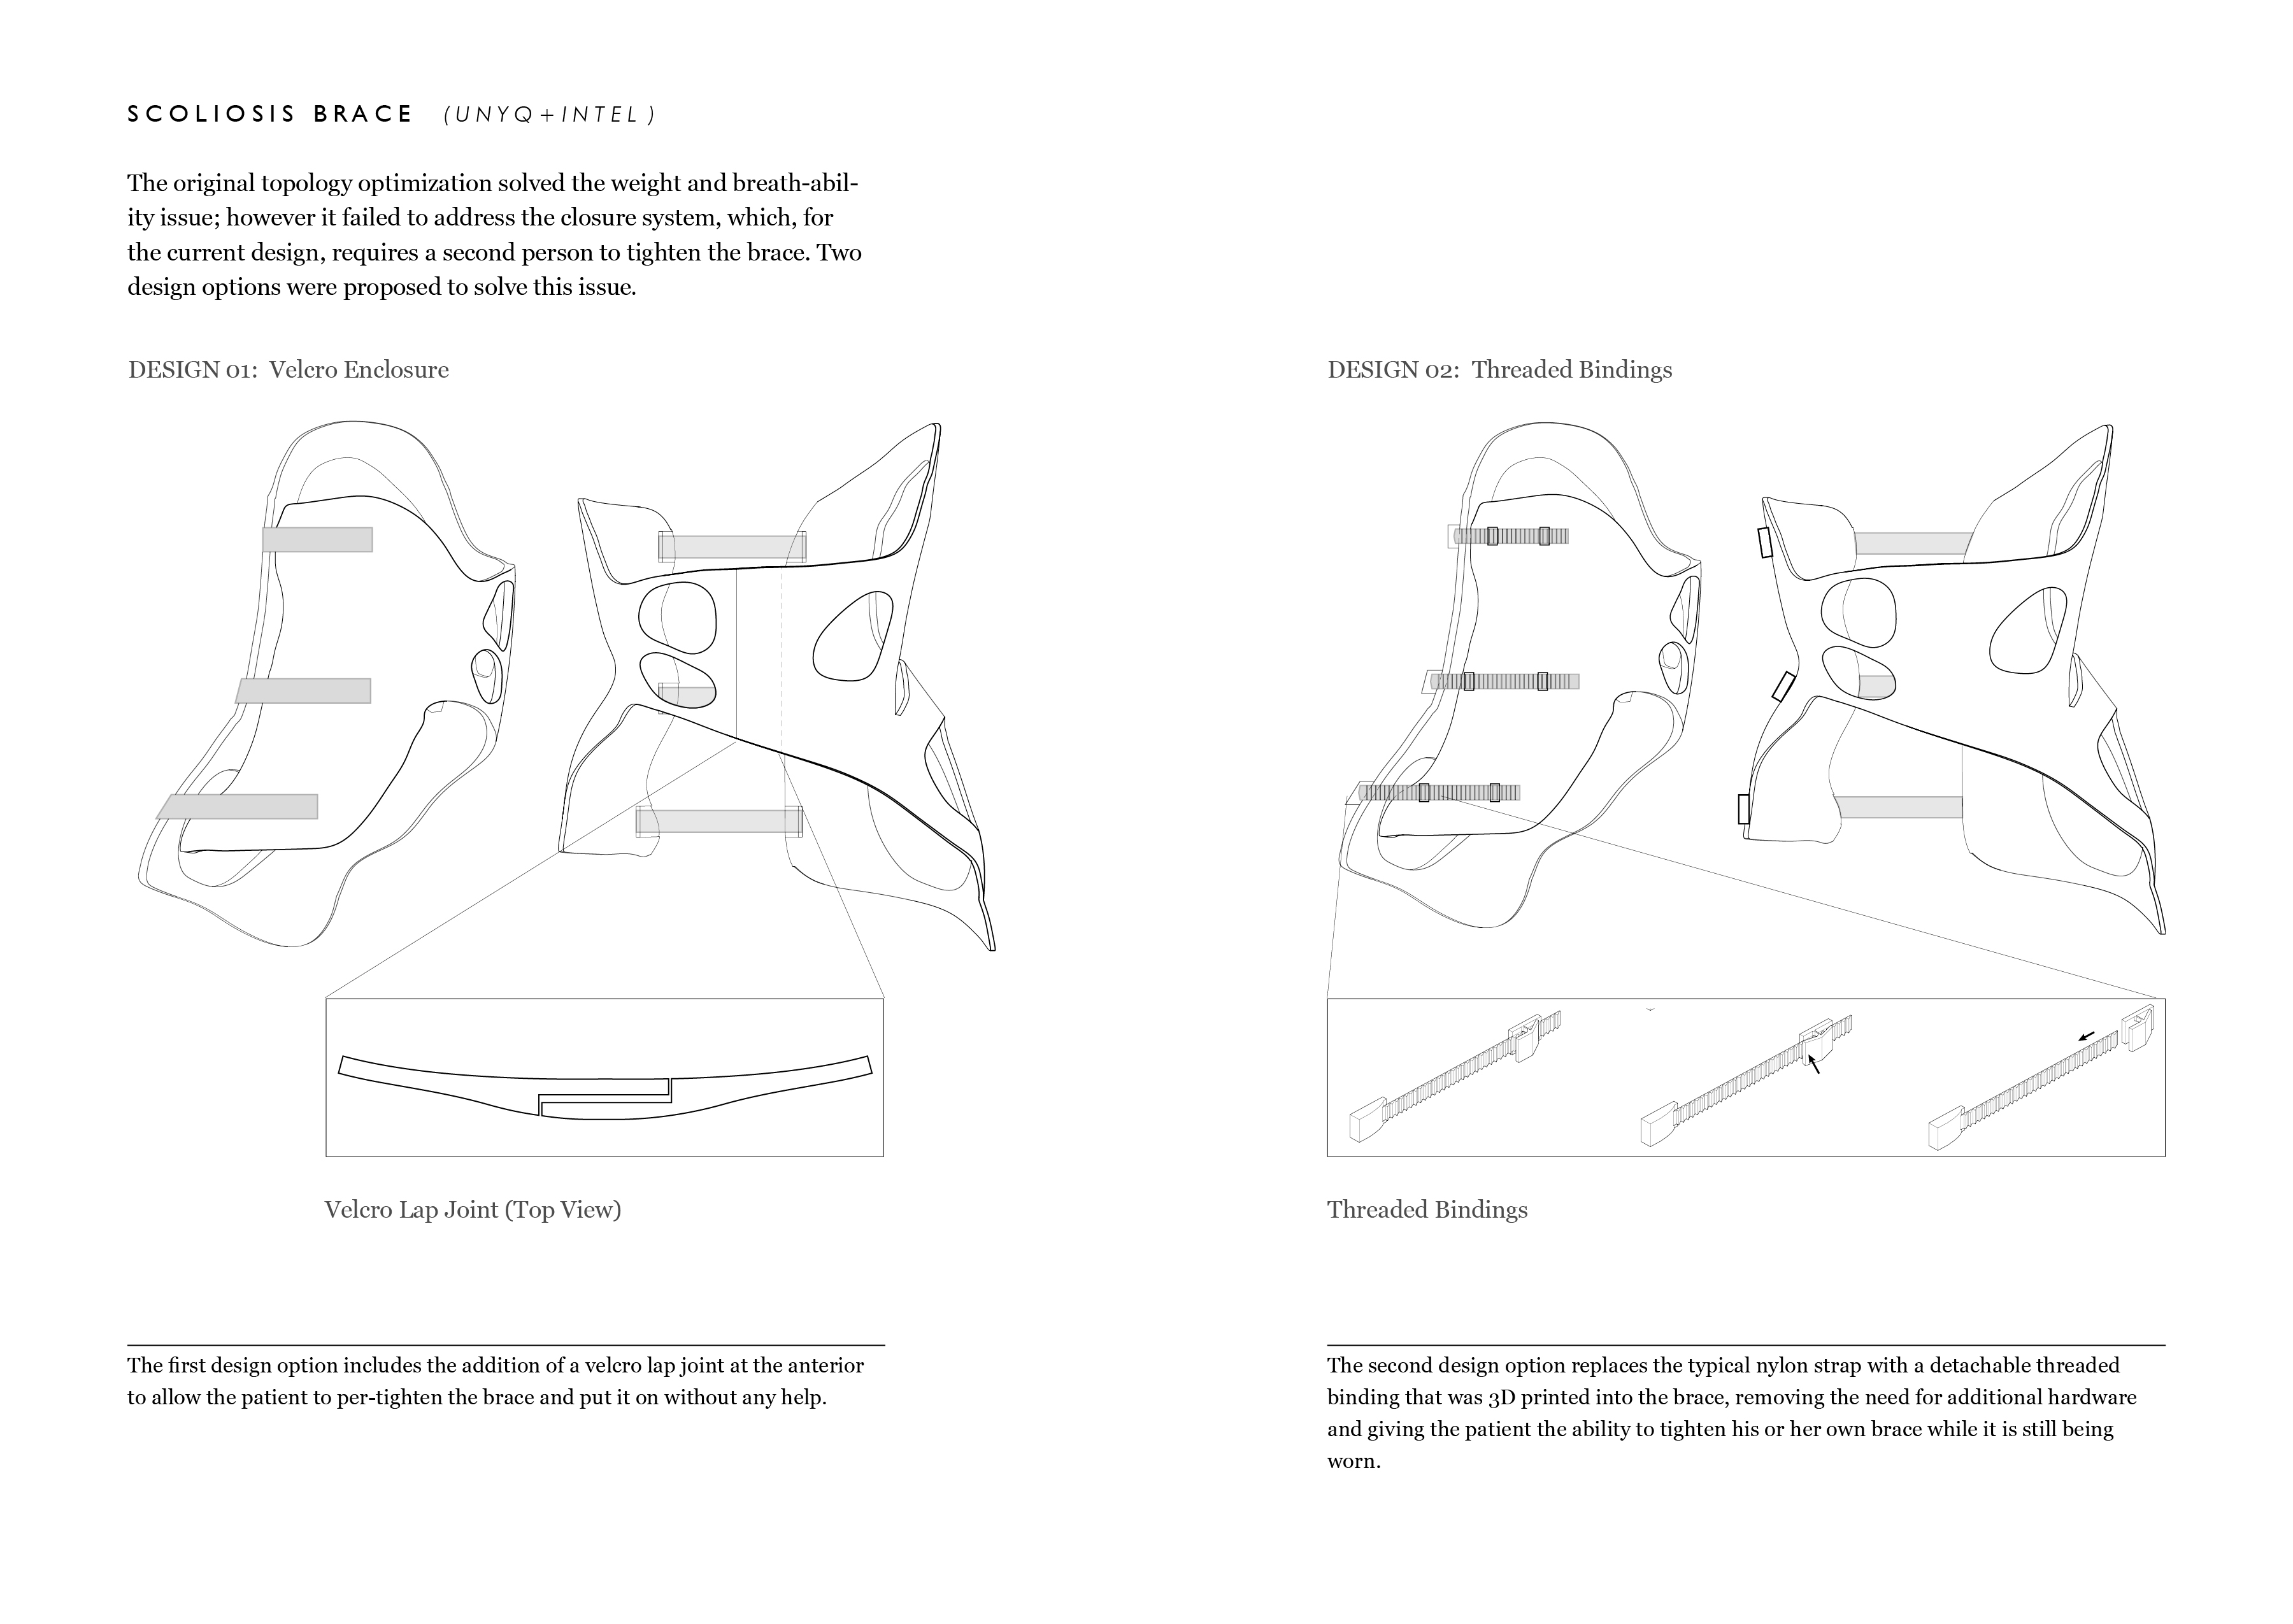 SCOLIOSIS BRACE (UNYQ+INTEL )
The original topology optimization solved the weight and breath-abil-
ity issue; however it failed to address the closure system, which, for
the current design, requires a second person to tighten the brace. Two
design options were proposed to solve this issue.
DESIGN 01: Velcro Enclosure
Velcro Lap Joint (Top View)
The first design option includes the addition of a velcro lap joint at the anterior
to allow the patient to per-tighten the brace and put it on without any help.
DESIGN 02: Threaded Bindings
Threaded Bindings
The second design option replaces the typical nylon strap with a detachable threaded
binding that was 3D printed into the brace, removing the need for additional hardware
and giving the patient the ability to tighten his or her own brace while it is still being
worn.